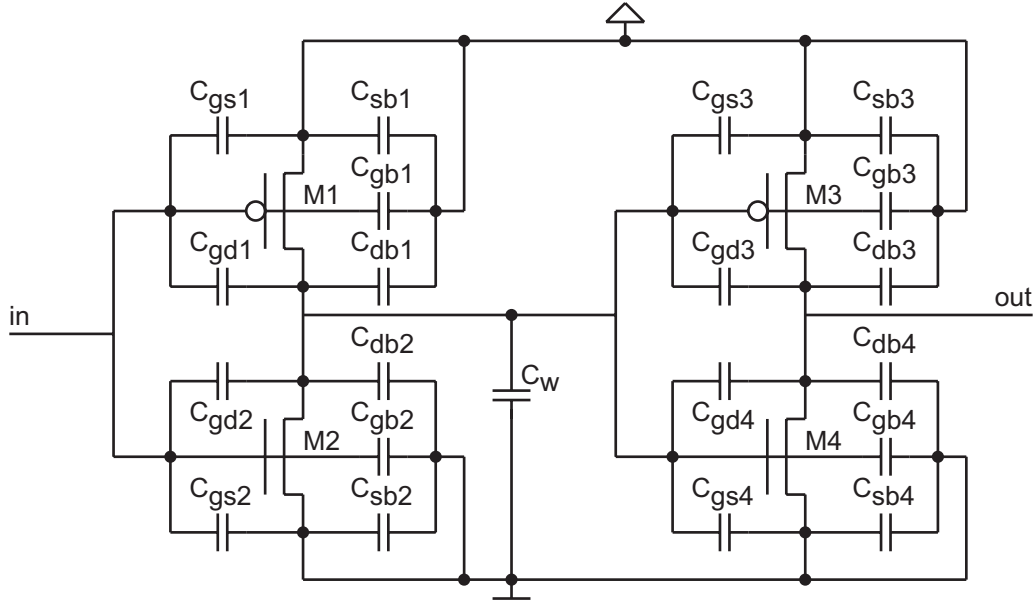 Cgs1 Csb1 Cgs3 Csb3
Cgb1 Cgb3
M1 M3
Cgd1 Cdb1 Cgd3 Cdb3
in out
Cdb2 Cdb4
Cw
Cgd2 Cgb2 Cgd4 Cgb4
M2 M4
Cgs2 Csb2 Cgs4 Csb4